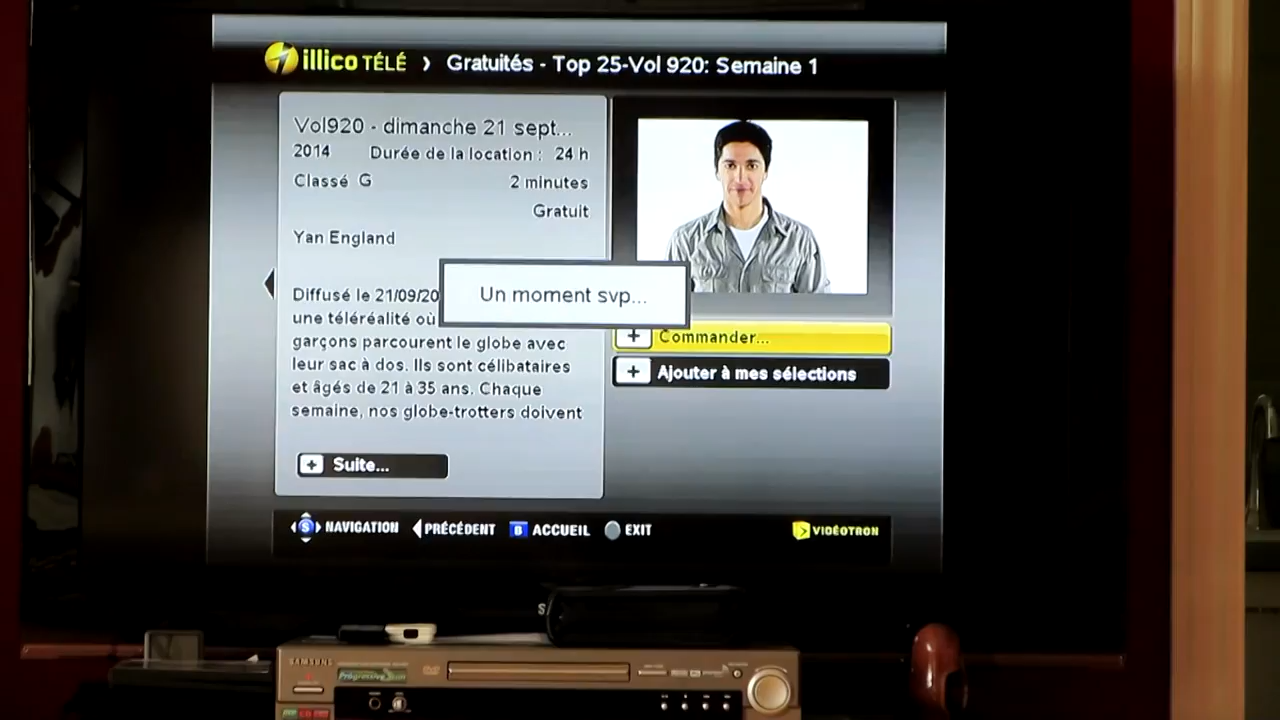 illico TÉLÉ › Gratuités - Top 25-Vol 920: Semaine 1
Vol920 - dimanche 21 sept...
2014 Durée de la location : 24 h
Classé G 2 minutes
Gratuit
Yan England
Diffusé le 21/09/20
une téléréalité où
garçons parcourent le globe avec
leur sac à dos. Ils sont célibataires
et âgés de 21 à 35 ans. Chaque
semaine, nos globe-trotters doivent
+ Suite...
Un moment svp...
+ Commander...
+ Ajouter à mes sélections
S NAVIGATION PRÉCÉDENT B ACCUEIL EXIT
VIDÉOTRON
SAMSUNG
Progressive Scan
DVD